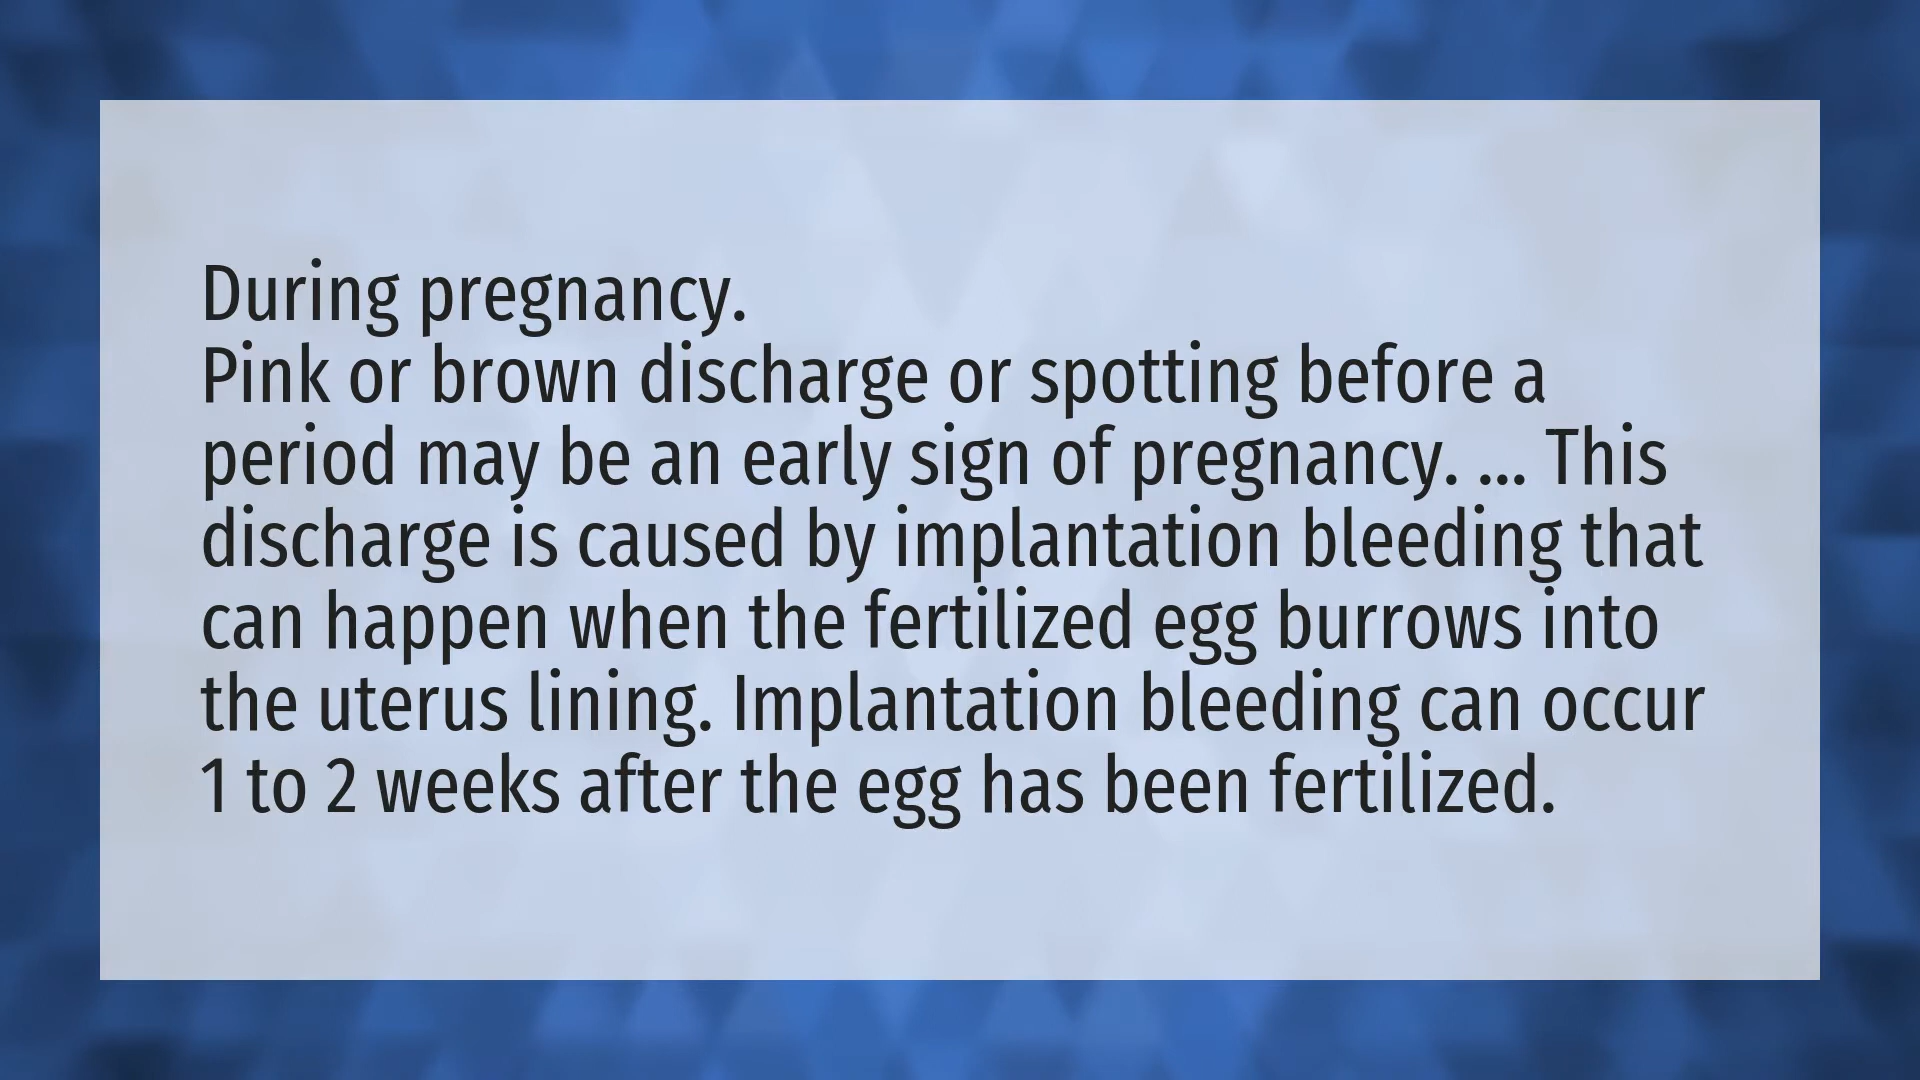 During pregnancy.
Pink or brown discharge or spotting before a
period may be an early sign of pregnancy. ... This
discharge is caused by implantation bleeding that
can happen when the fertilized egg burrows into
the uterus lining. Implantation bleeding can occur
1 to 2 weeks after the egg has been fertilized.